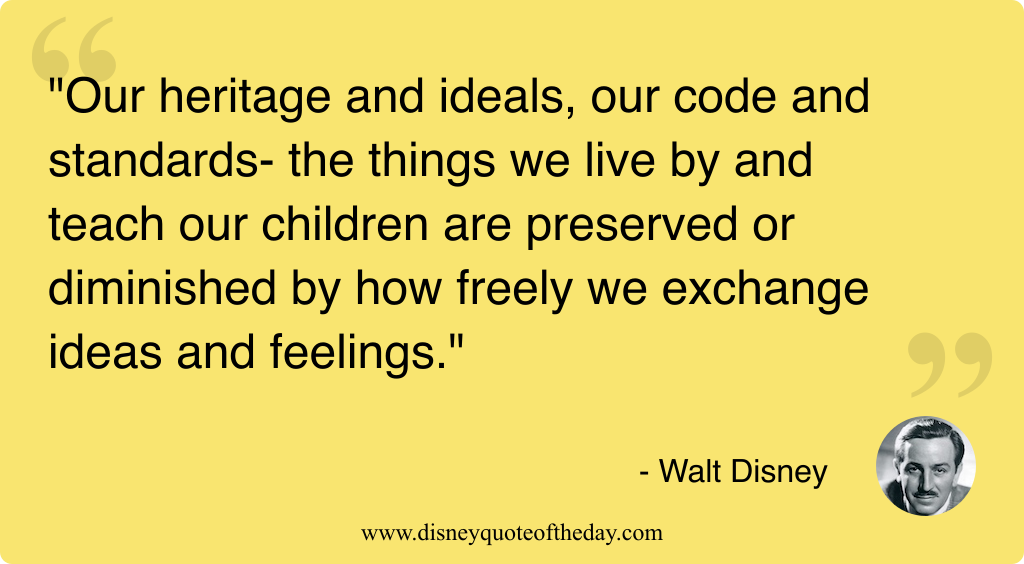 "Our heritage and ideals, our code and
standards- the things we live by and
teach our children are preserved or
diminished by how freely we exchange
ideas and feelings."
- Walt Disney
www.disneyquoteoftheday.com